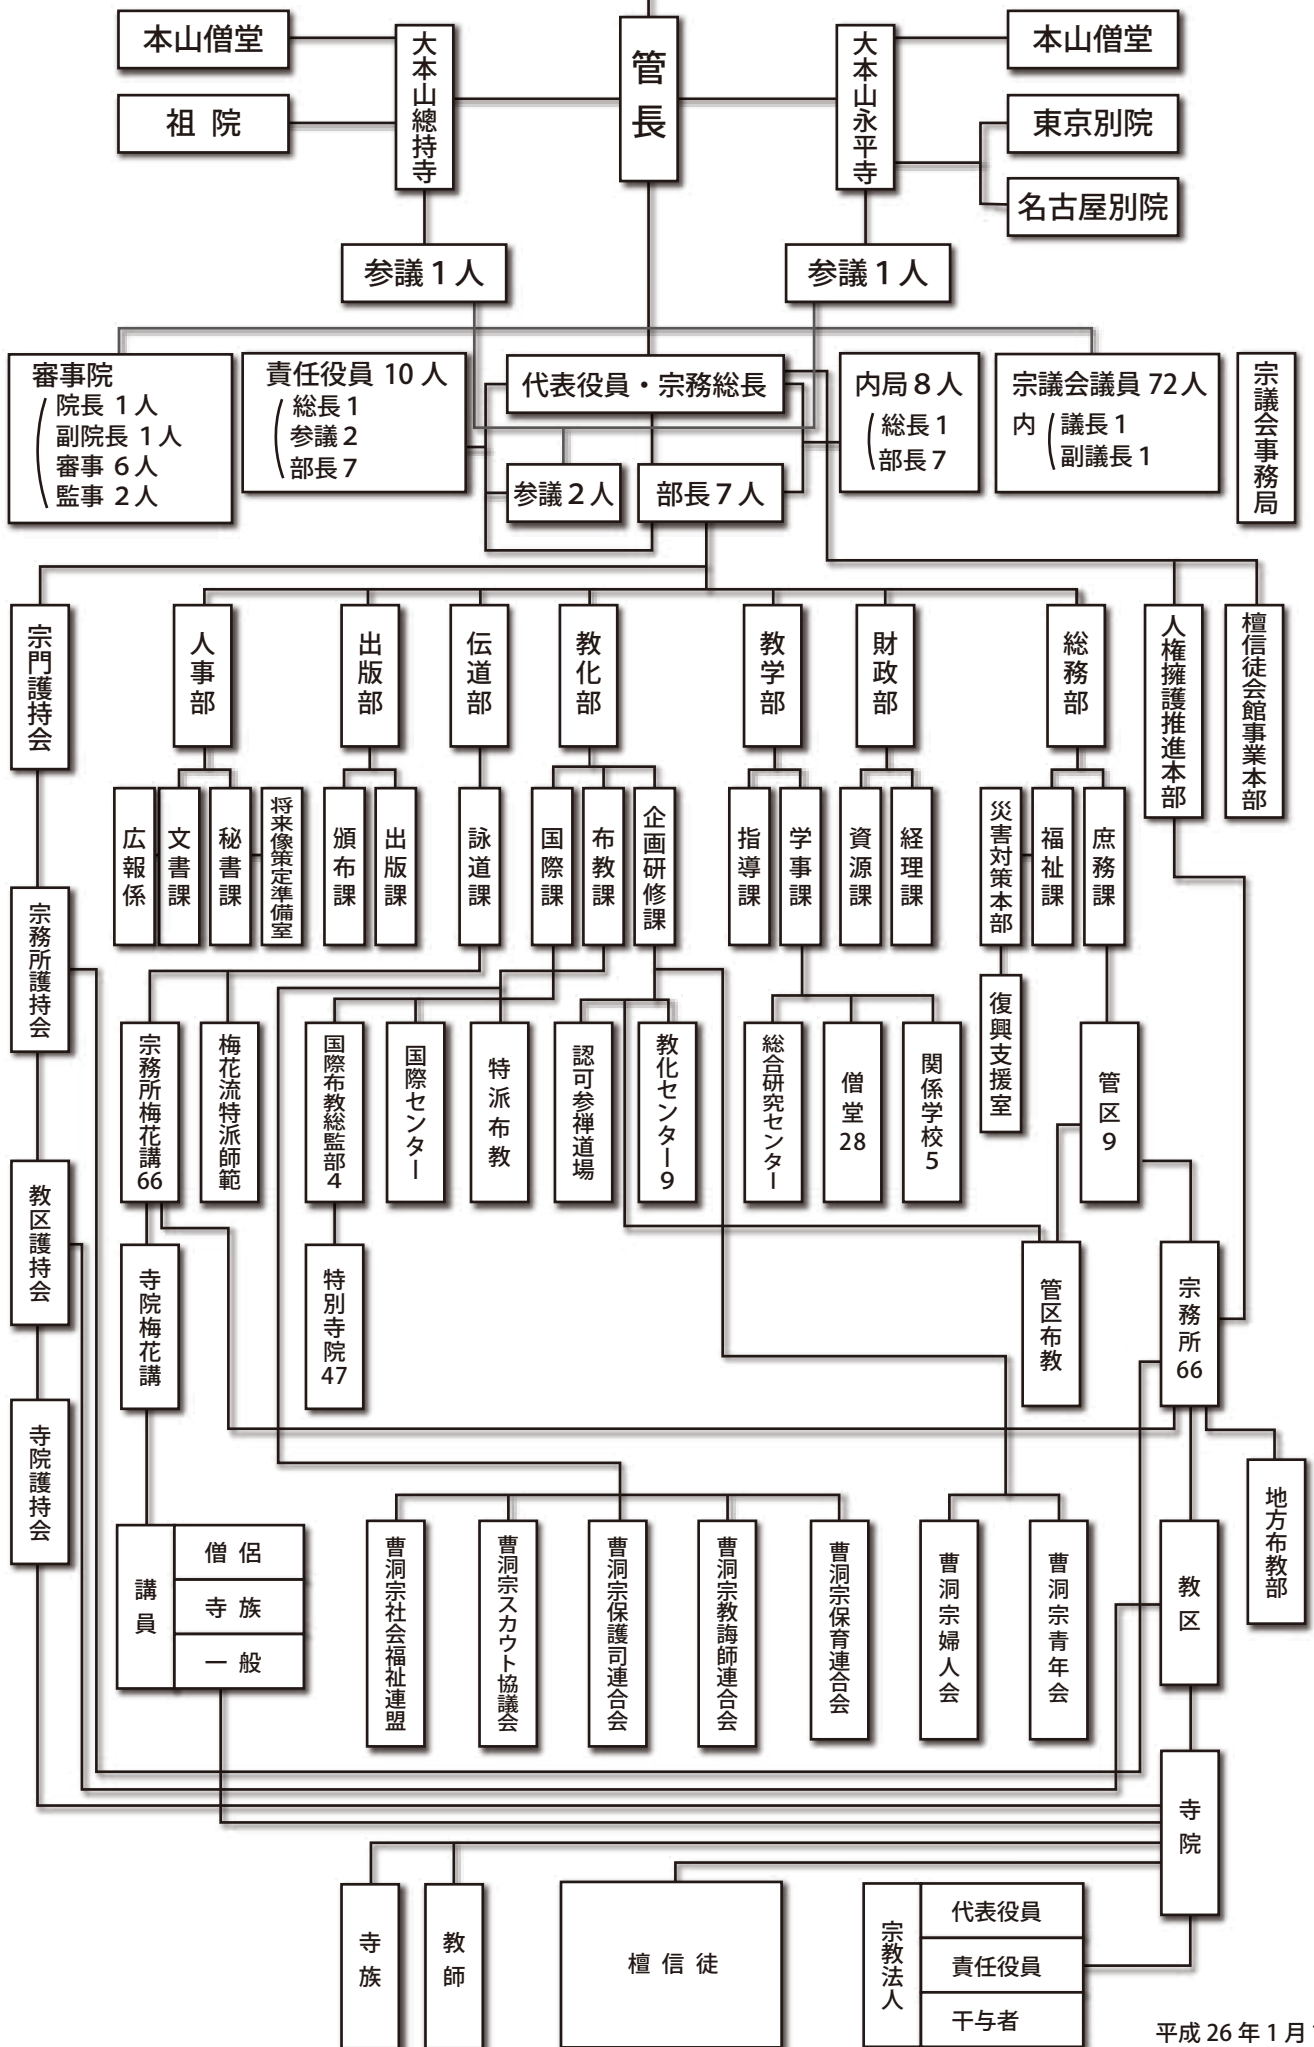 本山僧堂
祖院
大本山總持寺
管長
大本山永平寺
本山僧堂
東京別院
名古屋別院
参議1人
参議1人
審事院
院長 1人
副院長 1人
審事 6人
監事 2人
責任役員 10人
総長1
参議2
部長7
代表役員・宗務総長
参議2人
部長7人
内局8人
総長1
部長7
宗議会議員 72人
内
議長1
副議長1
宗議会事務局
宗門護持会
人事部
出版部
伝道部
教化部
教学部
財政部
総務部
人権擁護推進本部
檀信徒会館事業本部
広報係
文書課
秘書課
将来像策定準備室
頒布課
出版課
詠道課
国際課
布教課
企画研修課
指導課
学事課
資源課
経理課
災害対策本部
福祉課
庶務課
宗務所護持会
宗務所梅花講66
梅花流特派師範
国際布教総監部4
国際センター
特派布教
認可参禅道場
教化センター9
総合研究センター
僧堂28
関係学校5
復興支援室
管区9
教区護持会
寺院梅花講
特別寺院47
管区布教
宗務所66
寺院護持会
講員
僧侶
寺族
一般
曹洞宗社会福祉連盟
曹洞宗スカウト協議会
曹洞宗保護司連合会
曹洞宗教誨師連合会
曹洞宗保育連合会
曹洞宗婦人会
曹洞宗青年会
教区
地方布教部
寺院
寺族
教師
檀信徒
宗教法人
代表役員
責任役員
干与者
平成26年1月